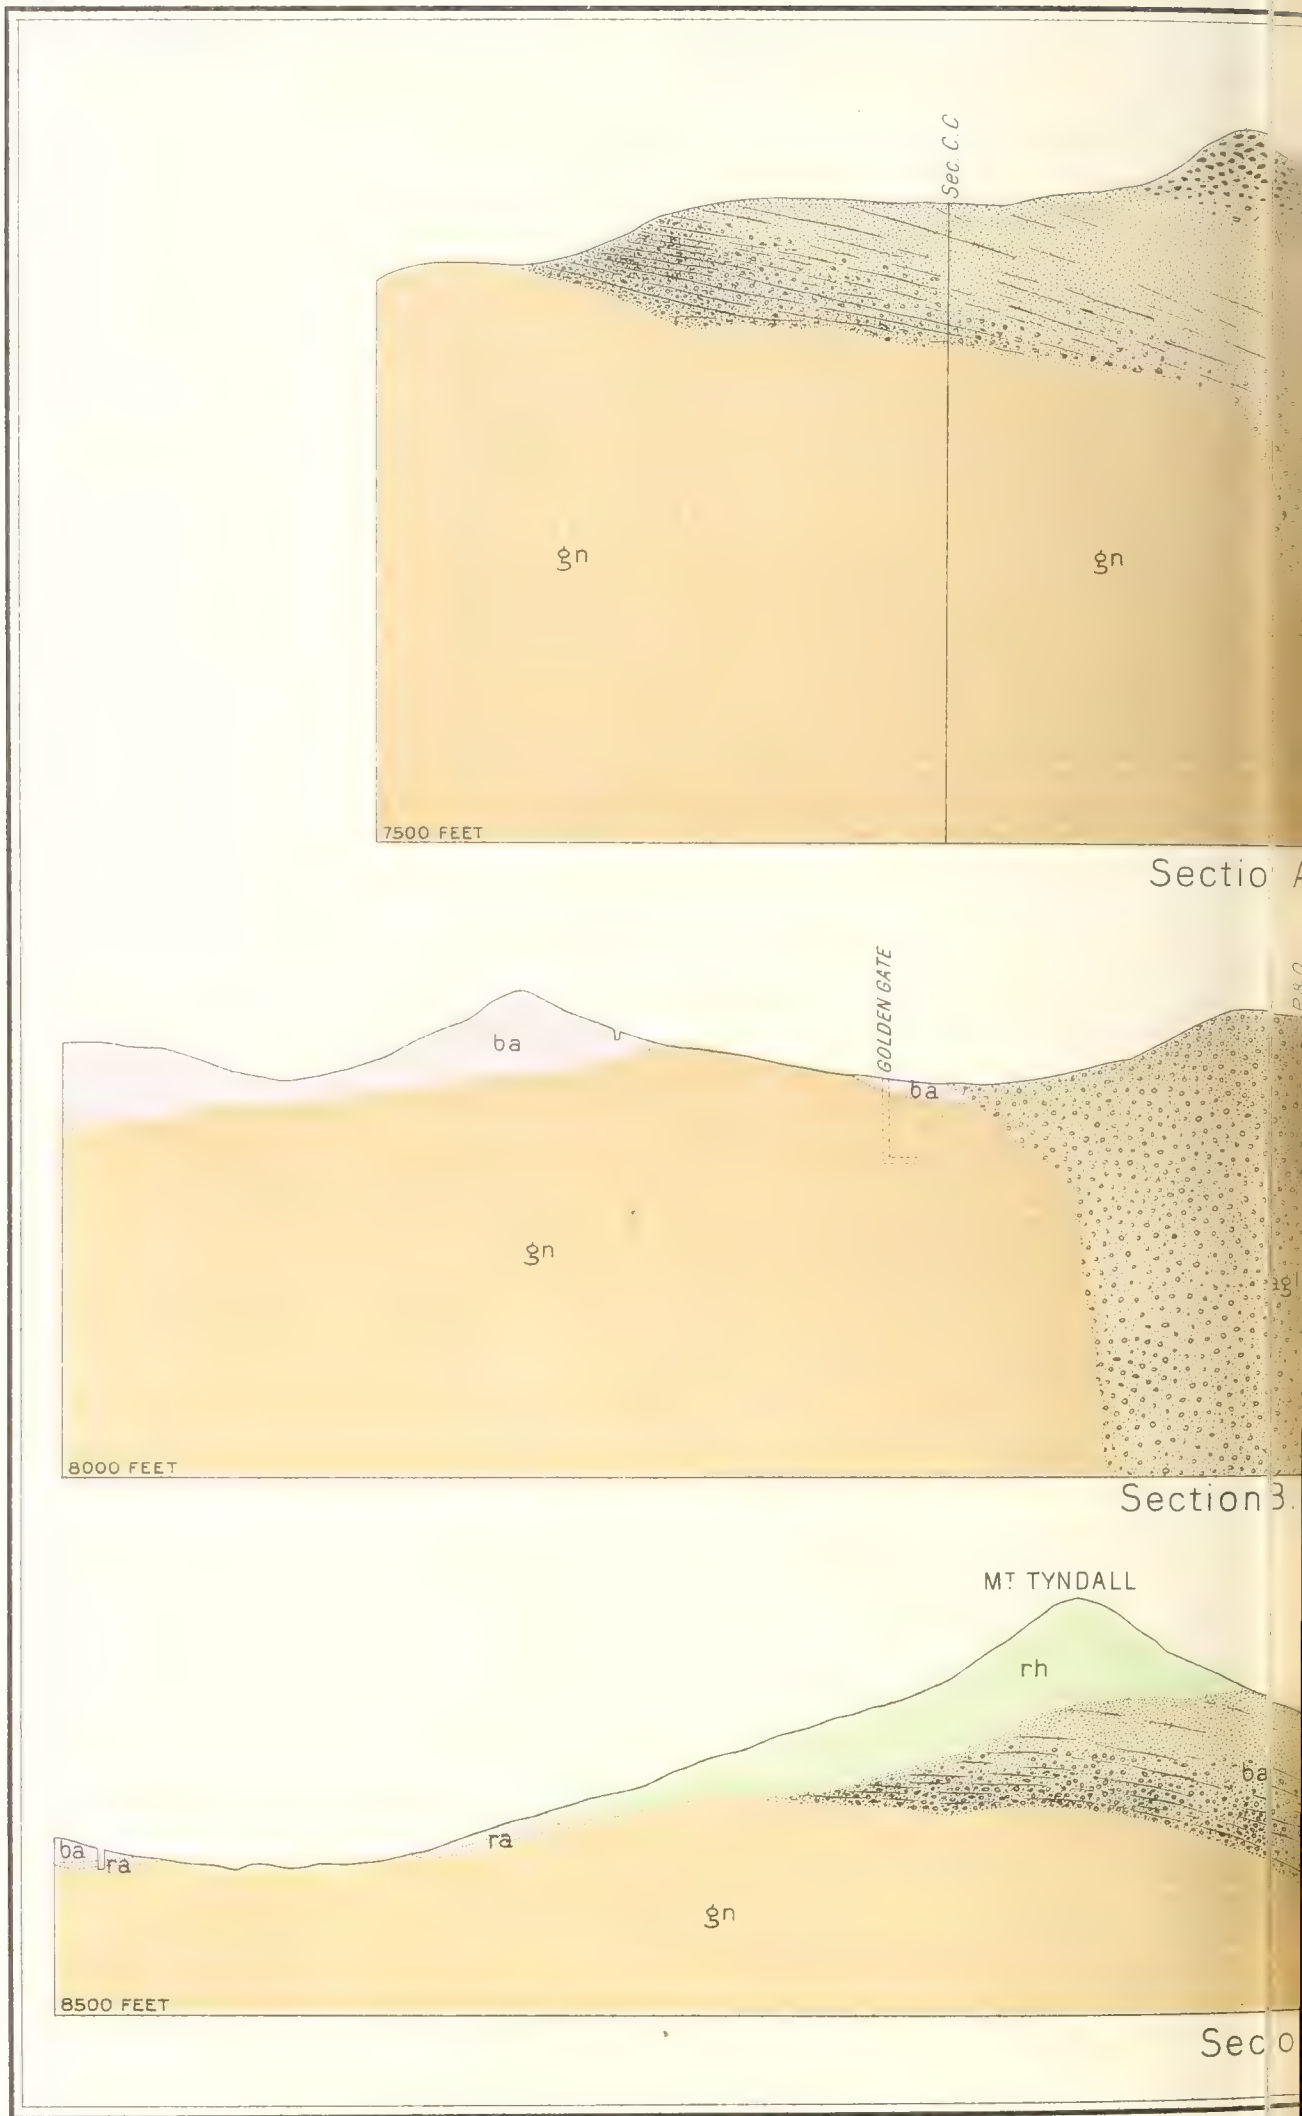 Sec. C.C
gn
gn
7500 FEET
Sectio A
GOLDEN GATE
ba
ba
gn
agl
8000 FEET
Section B.
MT TYNDALL
rh
ba
ra
ba
ra
gn
8500 FEET
Sec o